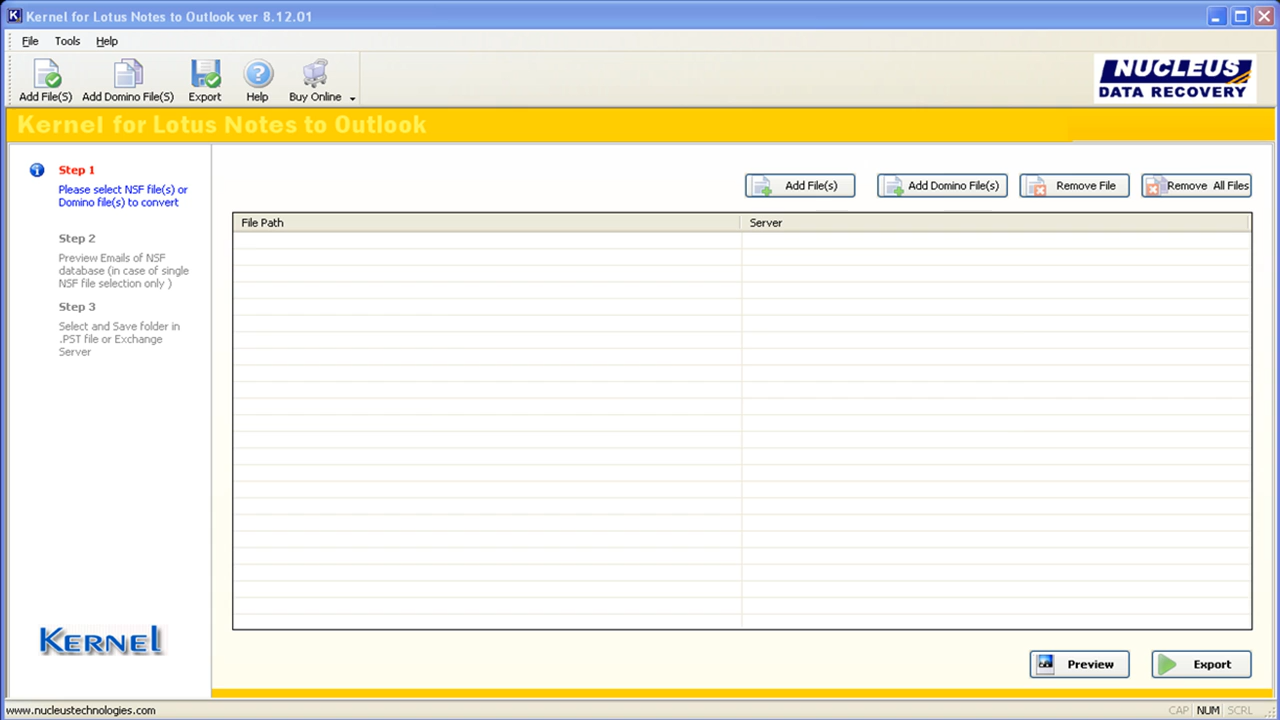 Kernel for Lotus Notes to Outlook ver 8.12.01
File Tools Help
Add File(S) Add Domino File(S) Export Help Buy Online
NUCLEUS
DATA RECOVERY
Kernel for Lotus Notes to Outlook
Step 1
Please select NSF file(s) or
Domino file(s) to convert
Step 2
Preview Emails of NSF
database (in case of single
NSF file selection only )
Step 3
Select and Save folder in
.PST file or Exchange
Server
Add File(s) Add Domino File(s) Remove File Remove All Files
File Path Server
KERNEL
Preview Export
www.nucleustechnologies.com CAP NUM SCRL